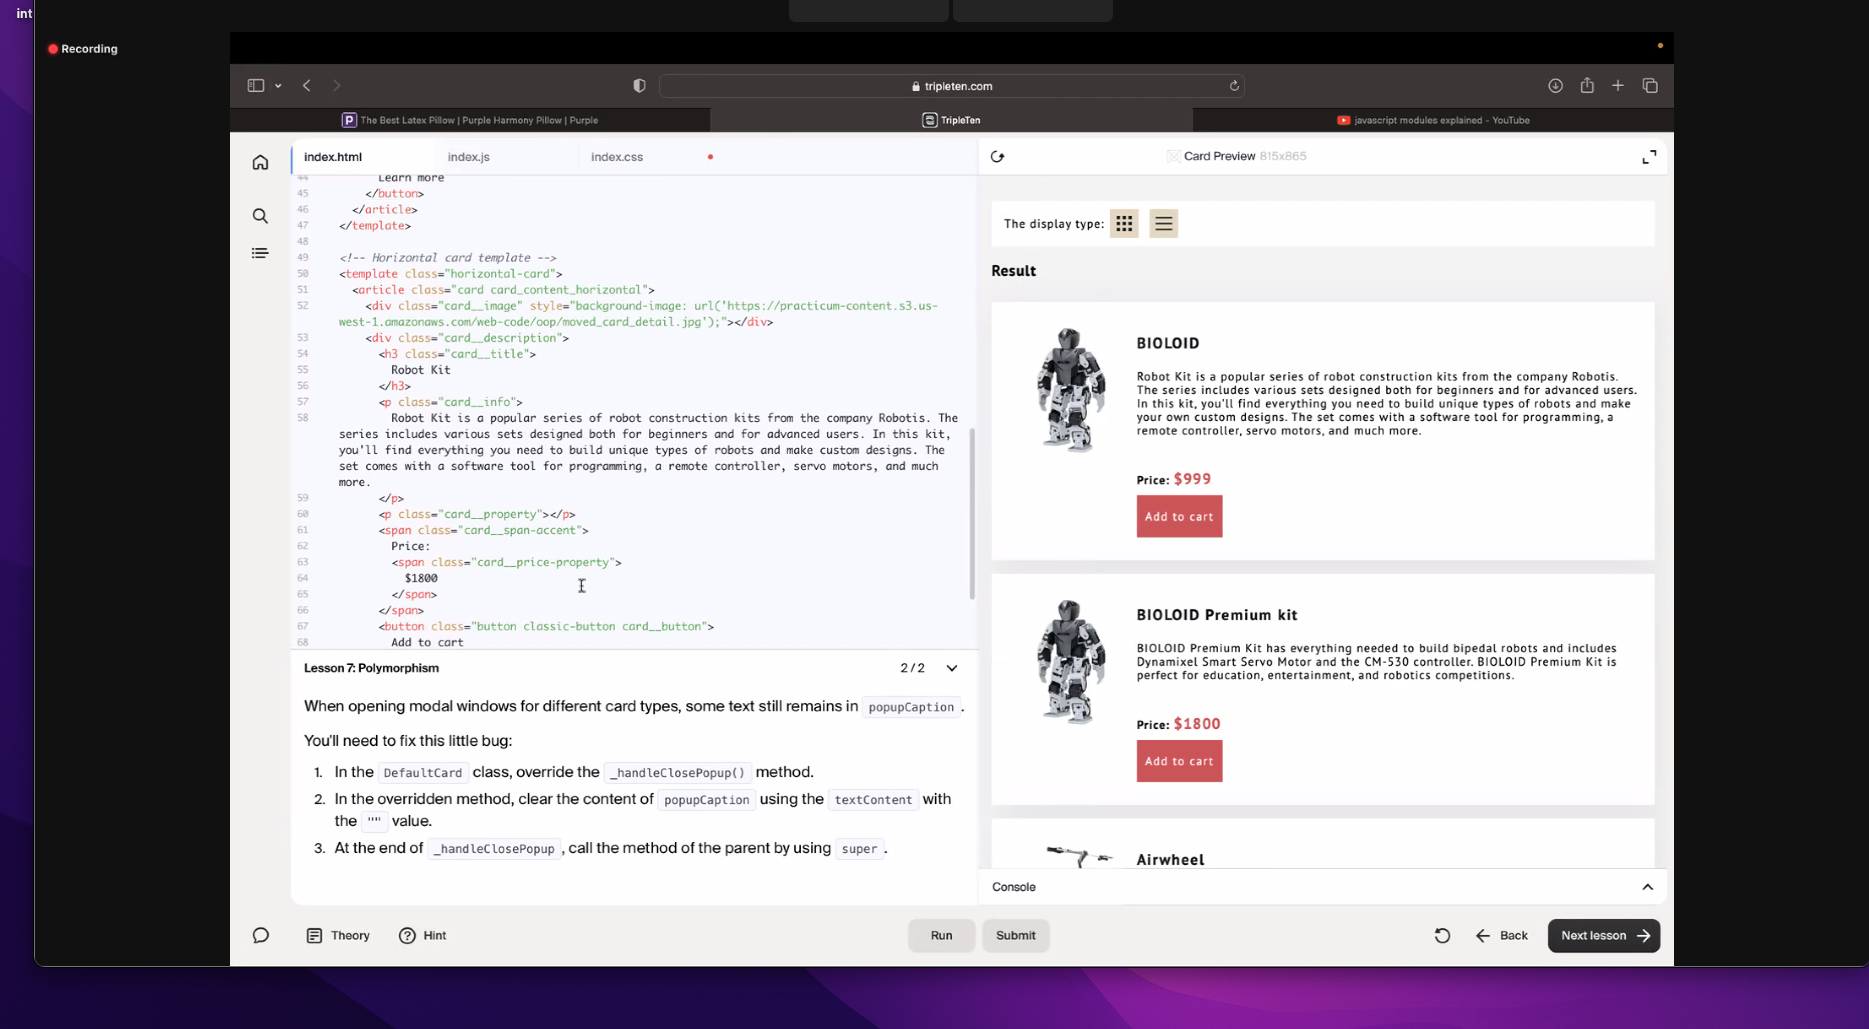 int
Recording
tripleten.com
The Best Latex Pillow | Purple Harmony Pillow | Purple
TripleTen
javascript modules explained - YouTube
index.html
index.js
index.css
44 Learn more
45 </button>
46 </article>
47 </template>
48
49 <!-- Horizontal card template -->
50 <template class="horizontal-card">
51 <article class="card card_content_horizontal">
52 <div class="card__image" style="background-image: url('https://practicum-content.s3.us-
west-1.amazonaws.com/web-code/oop/moved_card_detail.jpg');"></div>
53 <div class="card__description">
54 <h3 class="card__title">
55 Robot Kit
56 </h3>
57 <p class="card__info">
58 Robot Kit is a popular series of robot construction kits from the company Robotis. The
series includes various sets designed both for beginners and for advanced users. In this kit,
you'll find everything you need to build unique types of robots and make custom designs. The
set comes with a software tool for programming, a remote controller, servo motors, and much
more.
59 </p>
60 <p class="card__property"></p>
61 <span class="card__span-accent">
62 Price:
63 <span class="card__price-property">
64 $1800
65 </span>
66 </span>
67 <button class="button classic-button card__button">
68 Add to cart
Lesson 7: Polymorphism
2 / 2
When opening modal windows for different card types, some text still remains in popupCaption .
You'll need to fix this little bug:
1. In the DefaultCard class, override the _handleClosePopup() method.
2. In the overridden method, clear the content of popupCaption using the textContent with
the "" value.
3. At the end of _handleClosePopup , call the method of the parent by using super .
Theory
Hint
Run
Submit
Back
Next lesson
Card Preview 815x865
The display type:
Result
BIOLOID
Robot Kit is a popular series of robot construction kits from the company Robotis.
The series includes various sets designed both for beginners and for advanced users.
In this kit, you'll find everything you need to build unique types of robots and make
your own custom designs. The set comes with a software tool for programming, a
remote controller, servo motors, and much more.
Price: $999
Add to cart
BIOLOID Premium kit
BIOLOID Premium Kit has everything needed to build bipedal robots and includes
Dynamixel Smart Servo Motor and the CM-530 controller. BIOLOID Premium Kit is
perfect for education, entertainment, and robotics competitions.
Price: $1800
Add to cart
Airwheel
Console